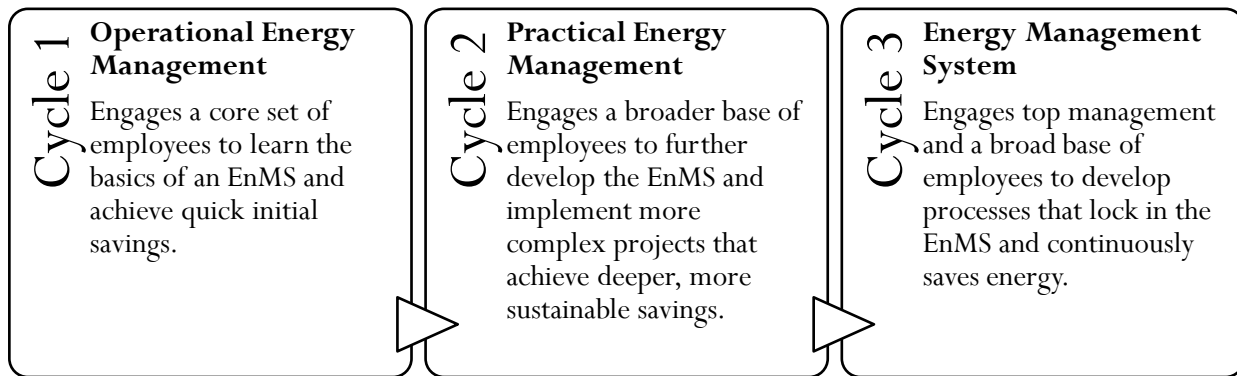 Cycle 1
Operational Energy
Management
Engages a core set of
employees to learn the
basics of an EnMS and
achieve quick initial
savings.
Cycle 2
Practical Energy
Management
Engages a broader base of
employees to further
develop the EnMS and
implement more
complex projects that
achieve deeper, more
sustainable savings.
Cycle 3
Energy Management
System
Engages top management
and a broad base of
employees to develop
processes that lock in the
EnMS and continuously
saves energy.